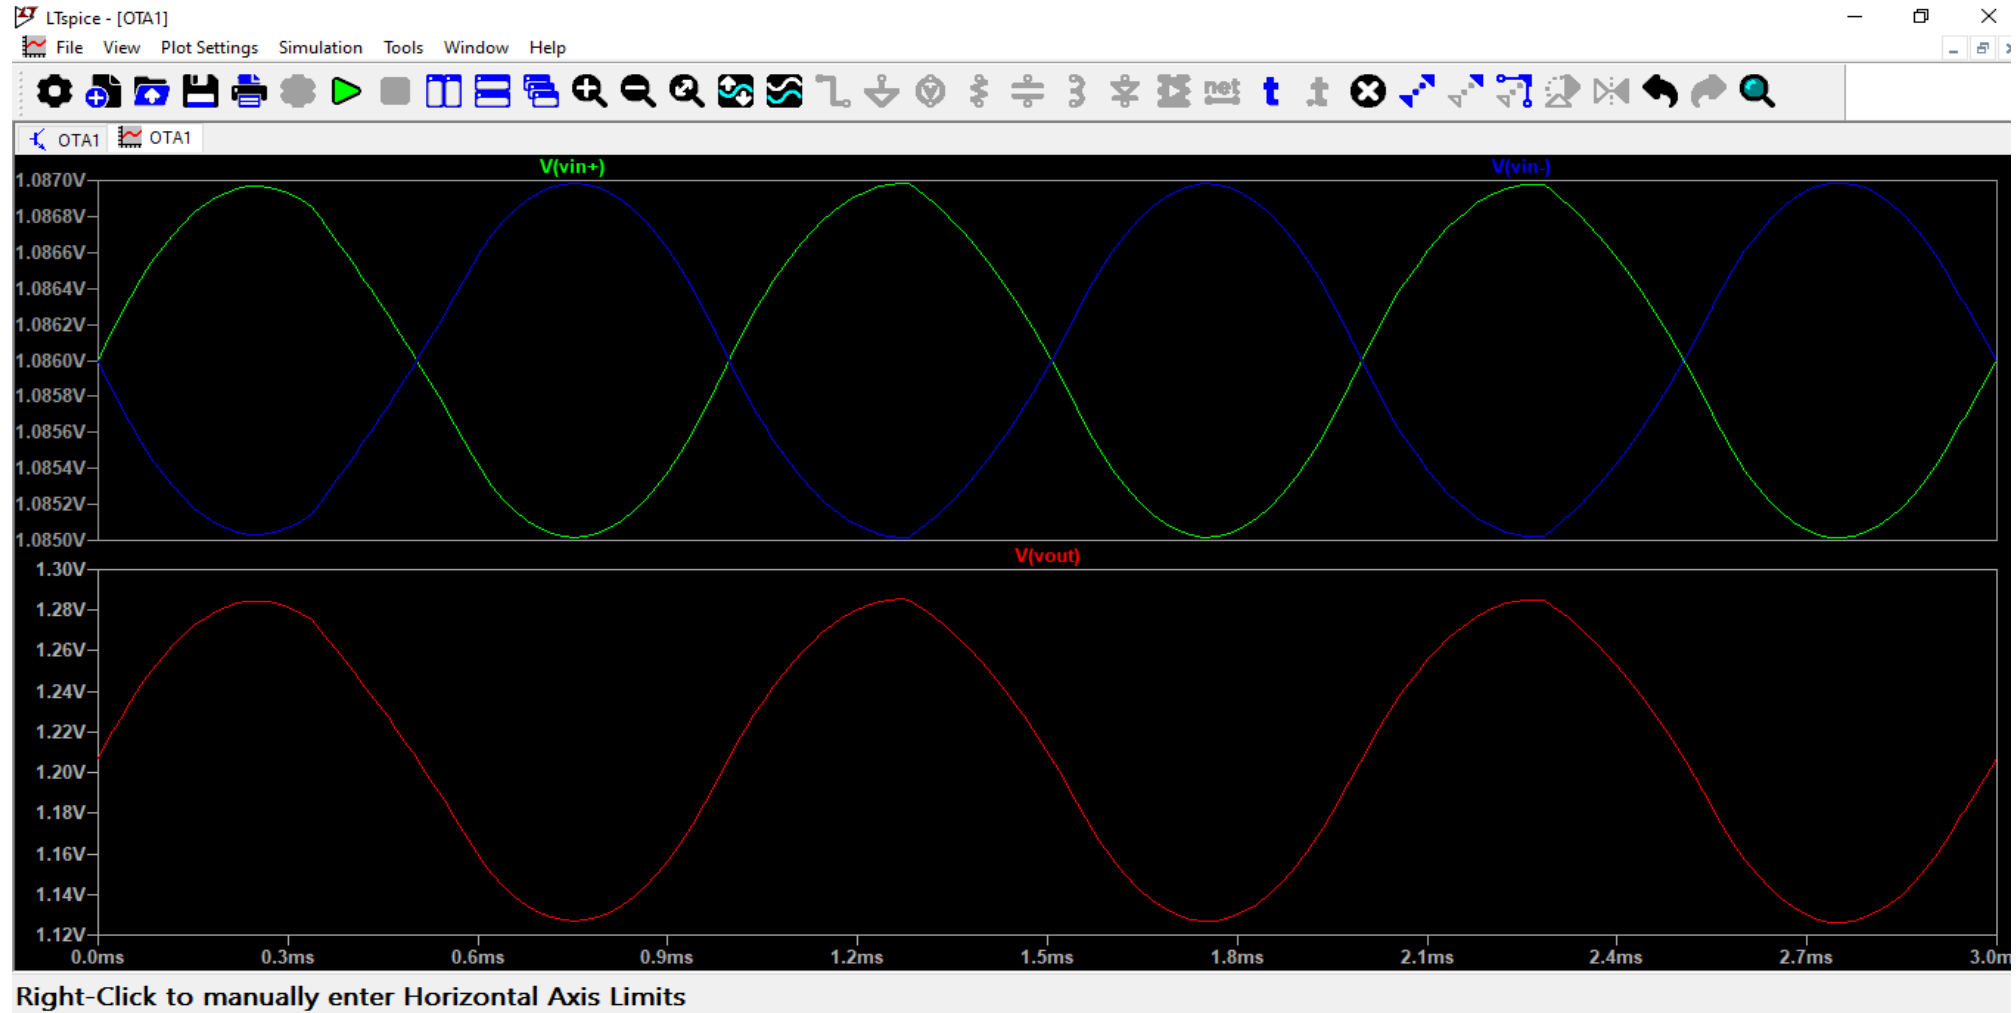 LTspice - [OTA1]
File View Plot Settings Simulation Tools Window Help
net t .t
OTA1 OTA1
V(vin+) V(vin-)
1.0870V
1.0868V
1.0866V
1.0864V
1.0862V
1.0860V
1.0858V
1.0856V
1.0854V
1.0852V
1.0850V
V(vout)
1.30V
1.28V
1.26V
1.24V
1.22V
1.20V
1.18V
1.16V
1.14V
1.12V
0.0ms 0.3ms 0.6ms 0.9ms 1.2ms 1.5ms 1.8ms 2.1ms 2.4ms 2.7ms 3.0m
Right-Click to manually enter Horizontal Axis Limits